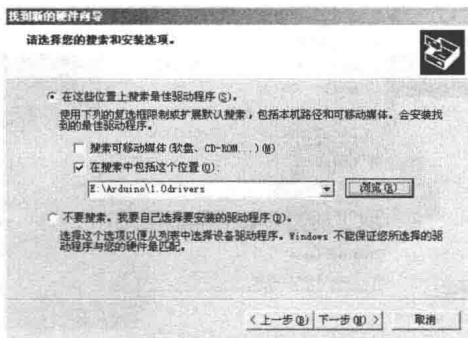 找到新的硬件向导
请选择您的搜索和安装选项。
在这些位置上搜索最佳驱动程序(S)。
使用下列的复选框限制或扩展默认搜索，包括本机路径和可移动媒体。会安装找
到的最佳驱动程序。
搜索可移动媒体(软盘、CD-ROM...)(M)
在搜索中包括这个位置(O):
E:\Arduino\1.0drivers
浏览(R)
不要搜索。我要自己选择要安装的驱动程序(D)。
选择这个选项以便从列表中选择设备驱动程序。Windows 不能保证您所选择的驱
动程序与您的硬件最匹配。
< 上一步(B) 下一步(N) > 取消